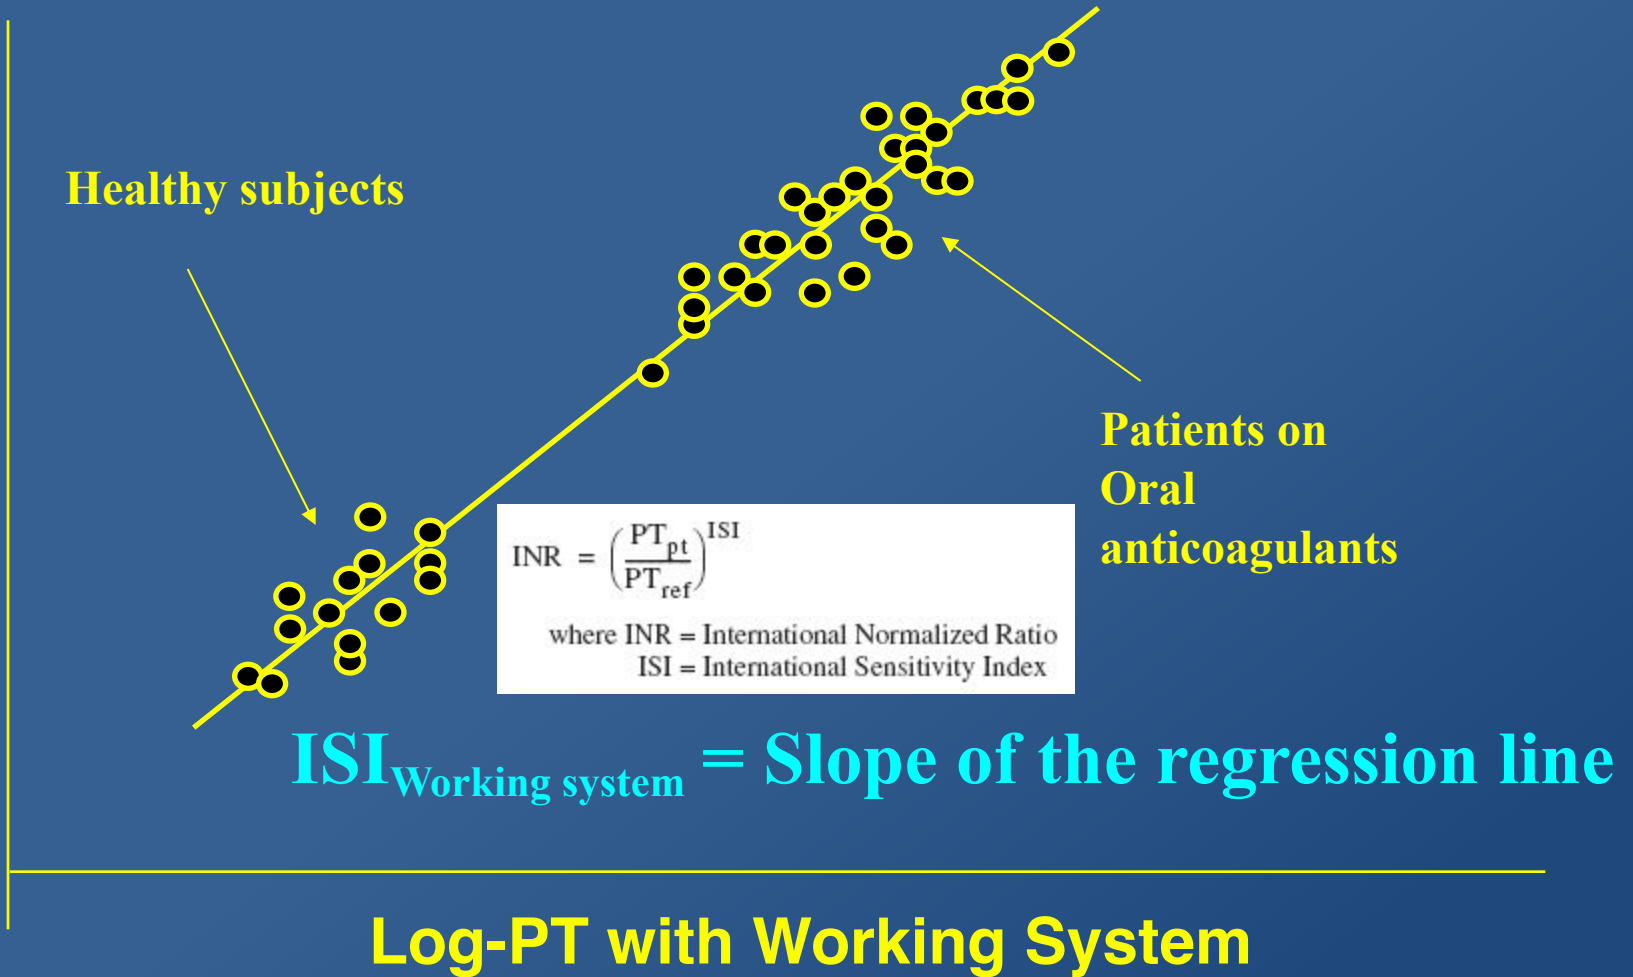 Healthy subjects
Patients on
Oral
anticoagulants
INR = (PTpt/PTref)^ISI
where INR = International Normalized Ratio
ISI = International Sensitivity Index
ISIWorking system = Slope of the regression line
Log-PT with Working System